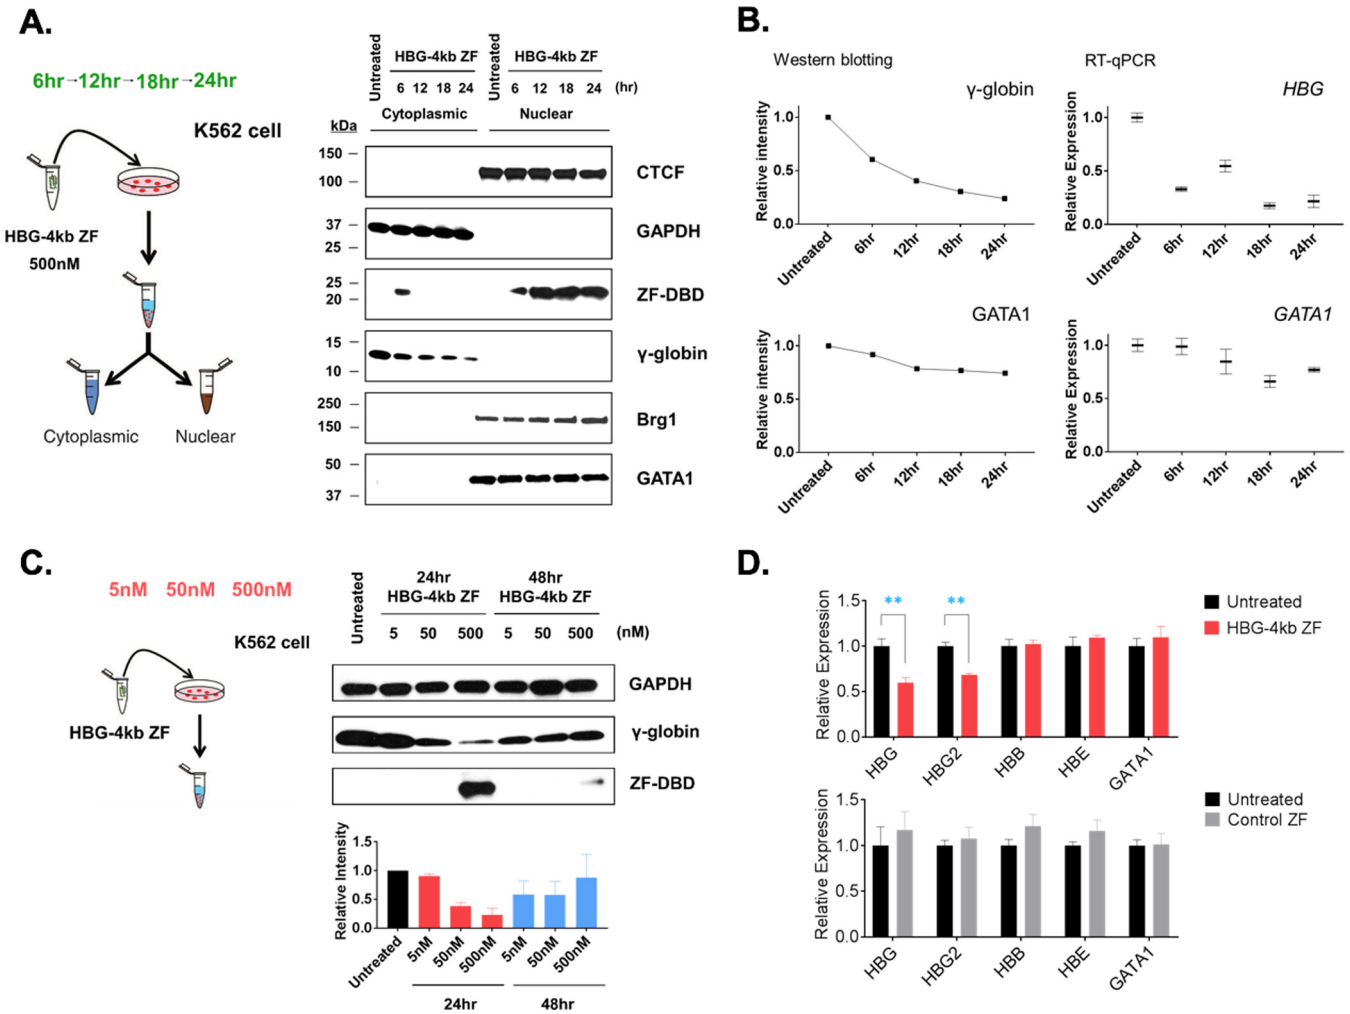 A.
6hr→12hr→18hr→24hr
K562 cell
HBG-4kb ZF
500nM
Cytoplasmic
Nuclear
Untreated
HBG-4kb ZF
Untreated
HBG-4kb ZF
6 12 18 24 6 12 18 24 (hr)
Cytoplasmic Nuclear
kDa
150
100
CTCF
37
25
GAPDH
25
20
ZF-DBD
15
10
γ-globin
250
150
Brg1
50
37
GATA1
B.
Western blotting
γ-globin
Relative intensity
1.0
0.5
0.0
Untreated 6hr 12hr 18hr 24hr
RT-qPCR
HBG
Relative Expression
1.0
0.5
0.0
Untreated 6hr 12hr 18hr 24hr
GATA1
Relative intensity
1.0
0.5
0.0
Untreated 6hr 12hr 18hr 24hr
GATA1
Relative Expression
1.0
0.5
0.0
Untreated 6hr 12hr 18hr 24hr
C.
5nM 50nM 500nM
K562 cell
HBG-4kb ZF
Untreated
24hr
HBG-4kb ZF
48hr
HBG-4kb ZF
5 50 500 5 50 500 (nM)
GAPDH
γ-globin
ZF-DBD
Relative Intensity
1.5
1.0
0.5
0.0
Untreated 5nM 50nM 500nM 5nM 50nM 500nM
24hr 48hr
D.
Relative Expression
1.5
1.0
0.5
0.0
** **
HBG HBG2 HBB HBE GATA1
Untreated
HBG-4kb ZF
Relative Expression
1.5
1.0
0.5
0.0
HBG HBG2 HBB HBE GATA1
Untreated
Control ZF